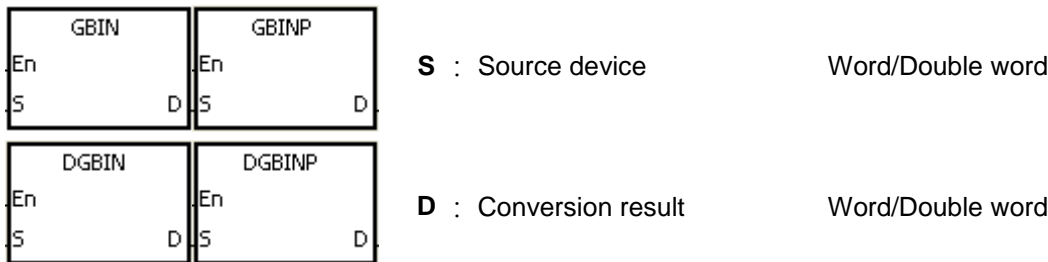 GBIN GBINP
En En S : Source device Word/Double word
S D S D
DGBIN DGBINP
En En D : Conversion result Word/Double word
S D S D